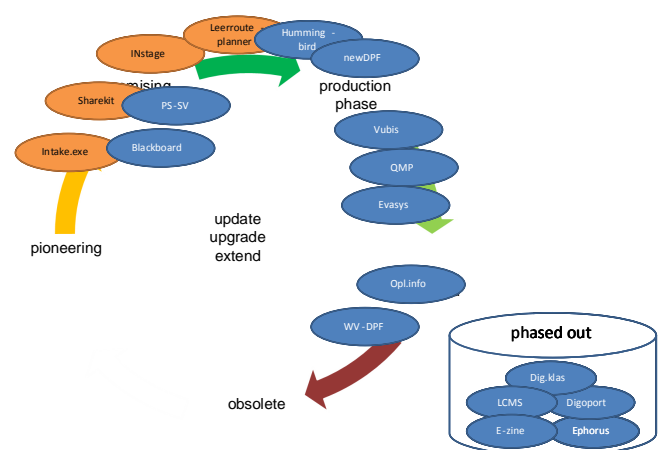 Leerroute -
planner
Humming -
bird
INstage
newDPF
mising
production
phase
Sharekit
PS-SV
Vubis
Intake.exe
Blackboard
QMP
Evasys
update
upgrade
extend
pioneering
Opl.info
WV-DPF
phased out
Dig.klas
LCMS
Digoport
obsolete
E-zine
Ephorus